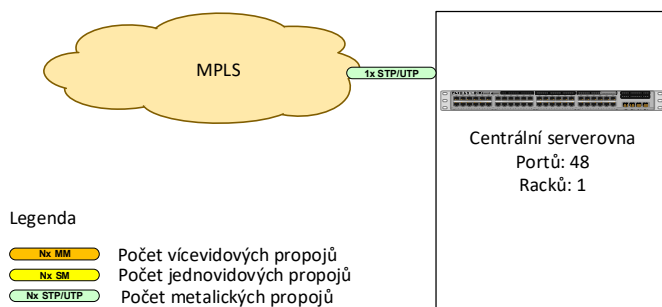 MPLS
1x STP/UTP
Centrální serverovna
Portů: 48
Racků: 1
Legenda
Nx MM Počet vícevidových propojů
Nx SM Počet jednovidových propojů
Nx STP/UTP Počet metalických propojů